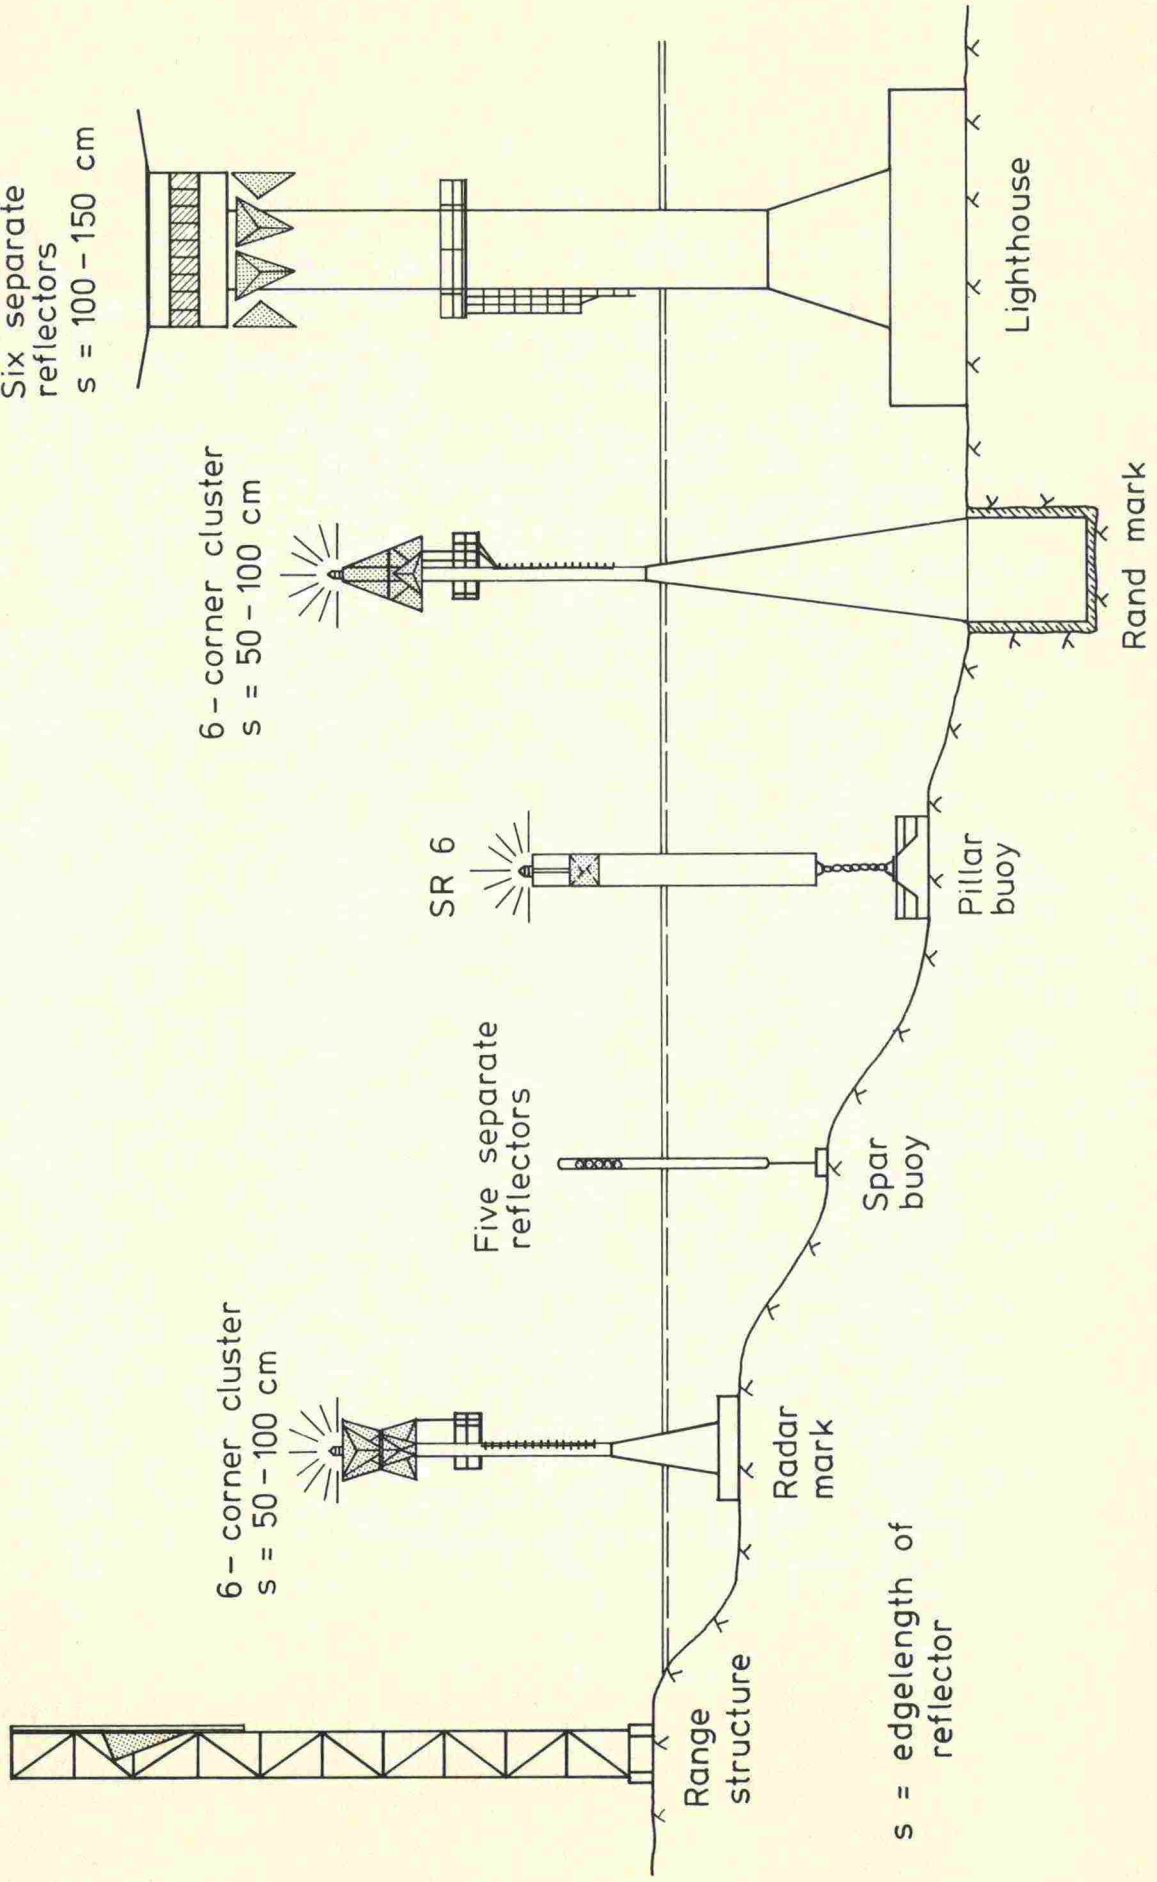 6-corner cluster
s = 50-100 cm
Five separate
reflectors
SR 6
6-corner cluster
s = 50-100 cm
Six separate
reflectors
s = 100-150 cm
Range
structure
Radar
mark
Spar
buoy
Pillar
buoy
Rand mark
Lighthouse
s = edgelength of
reflector